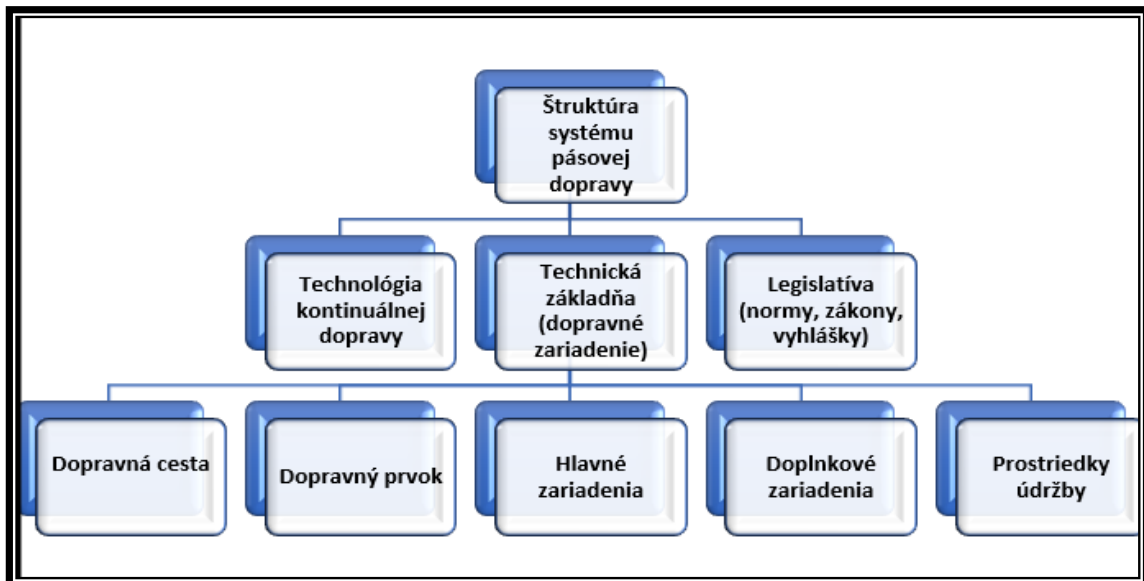 Štruktúra
systému
pásovej
dopravy
Technológia
kontinuálnej
dopravy
Technická
základňa
(dopravné
zariadenie)
Legislatíva
(normy, zákony,
vyhlášky)
Dopravná cesta
Dopravný prvok
Hlavné
zariadenia
Doplnkové
zariadenia
Prostriedky
údržby